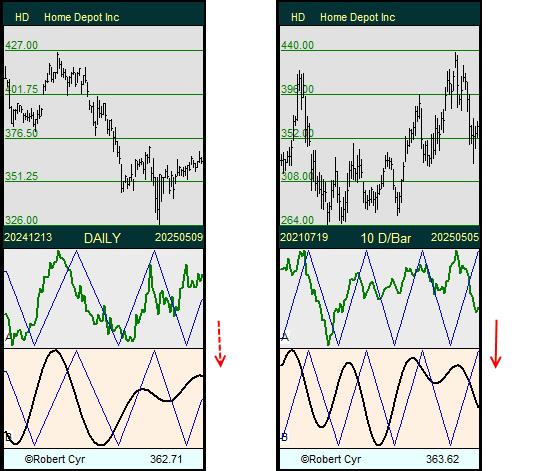 HD Home Depot Inc
427.00
401.75
376.50
351.25
326.00
20241213 DAILY 20250509
A
B
©Robert Cyr 362.71
HD Home Depot Inc
440.00
396.00
352.00
308.00
264.00
20210719 10 D/Bar 20250505
A
B
©Robert Cyr 363.62